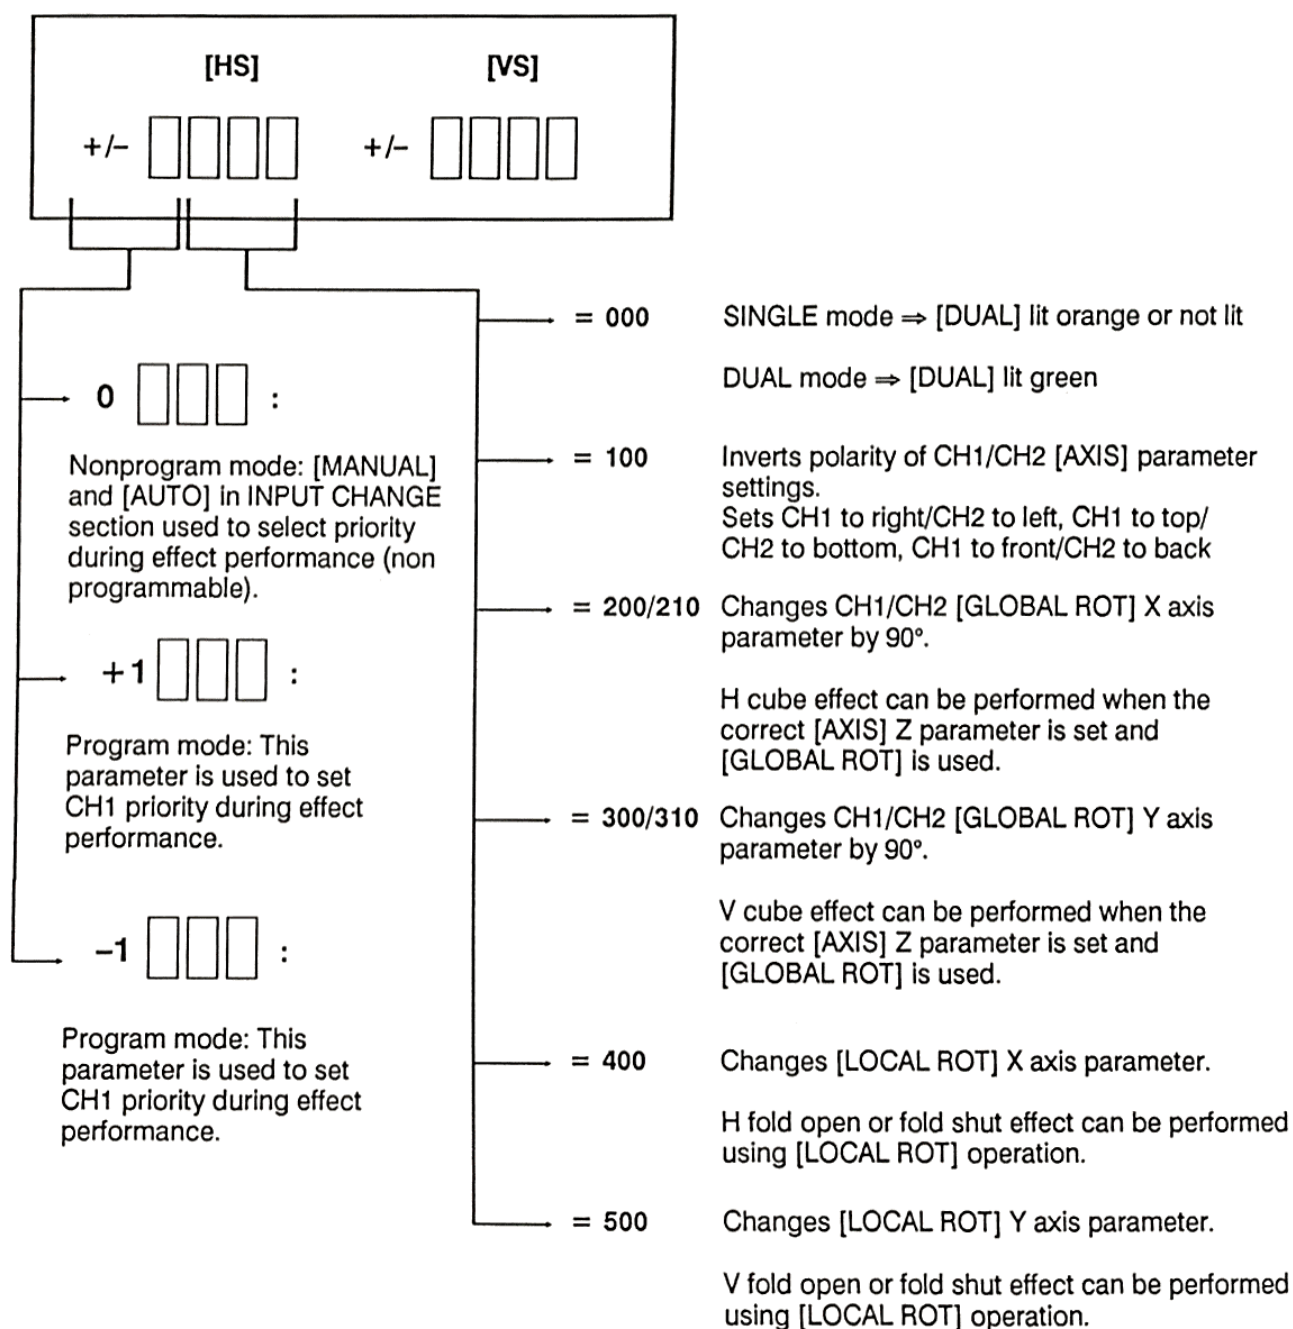 [HS] [VS]
+/- +/-
0 :
Nonprogram mode: [MANUAL]
and [AUTO] in INPUT CHANGE
section used to select priority
during effect performance (non
programmable).
+1 :
Program mode: This
parameter is used to set
CH1 priority during effect
performance.
–1 :
Program mode: This
parameter is used to set
CH1 priority during effect
performance.
= 000 SINGLE mode ⇒ [DUAL] lit orange or not lit
DUAL mode ⇒ [DUAL] lit green
= 100 Inverts polarity of CH1/CH2 [AXIS] parameter
settings.
Sets CH1 to right/CH2 to left, CH1 to top/
CH2 to bottom, CH1 to front/CH2 to back
= 200/210 Changes CH1/CH2 [GLOBAL ROT] X axis
parameter by 90°.
H cube effect can be performed when the
correct [AXIS] Z parameter is set and
[GLOBAL ROT] is used.
= 300/310 Changes CH1/CH2 [GLOBAL ROT] Y axis
parameter by 90°.
V cube effect can be performed when the
correct [AXIS] Z parameter is set and
[GLOBAL ROT] is used.
= 400 Changes [LOCAL ROT] X axis parameter.
H fold open or fold shut effect can be performed
using [LOCAL ROT] operation.
= 500 Changes [LOCAL ROT] Y axis parameter.
V fold open or fold shut effect can be performed
using [LOCAL ROT] operation.